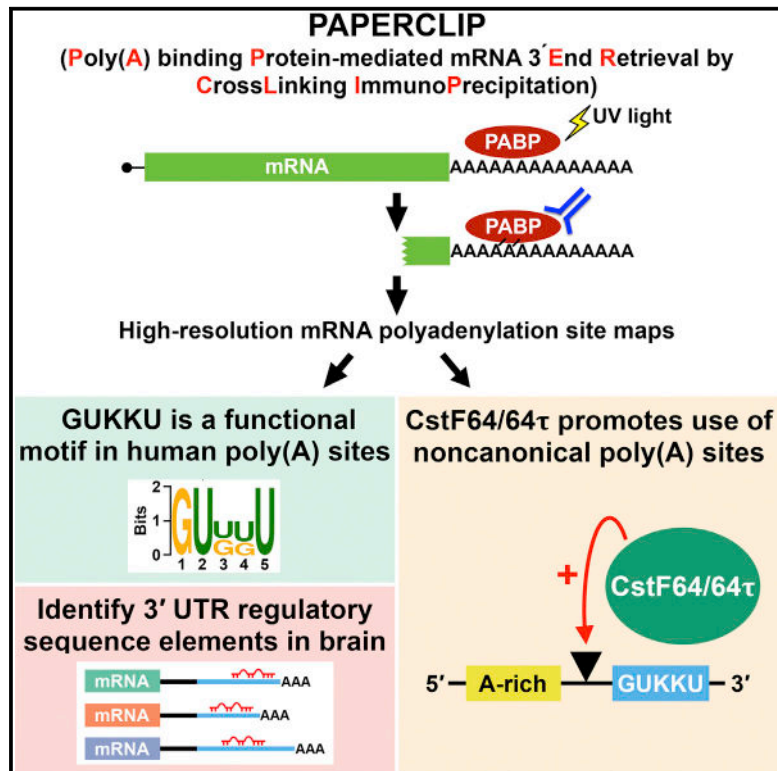 PAPERCLIP
(Poly(A) binding Protein-mediated mRNA 3´End Retrieval by
CrossLinking ImmunoPrecipitation)
UV light
PABP
mRNA
AAAAAAAAAAAAAA
PABP
AAAAAAAAAAAAAA
High-resolution mRNA polyadenylation site maps
GUKKU is a functional
motif in human poly(A) sites
2
Bits
1
0
GUUUU
GG
1 2 3 4 5
Identify 3′ UTR regulatory
sequence elements in brain
mRNA AAA
mRNA AAA
mRNA AAA
CstF64/64τ promotes use of
noncanonical poly(A) sites
+
CstF64/64τ
5′ A-rich GUKKU 3′